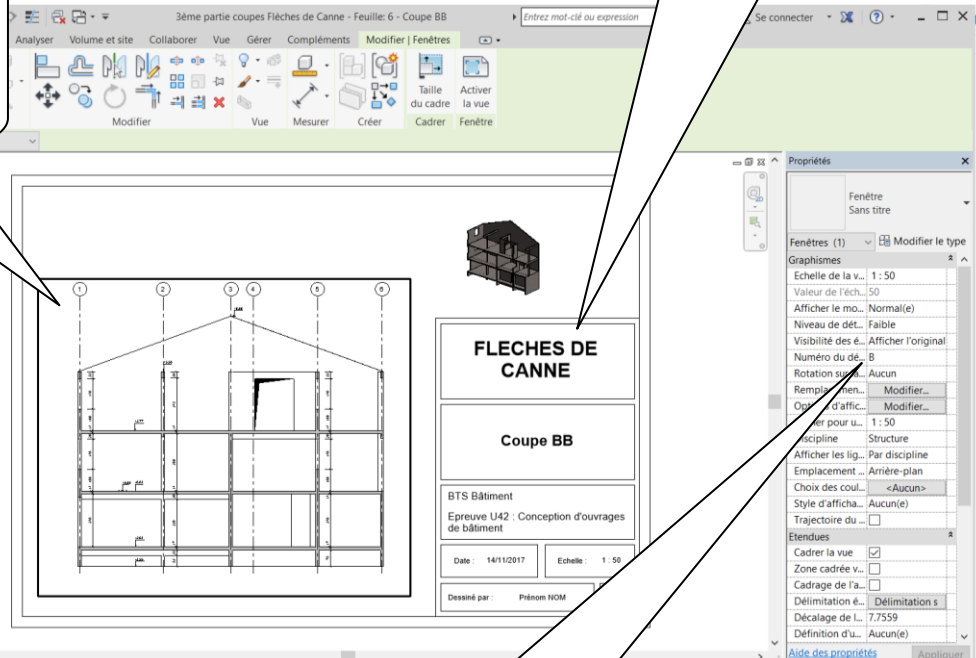 3ème partie coupes Flèches de Canne - Feuille: 6 - Coupe BB
Entrez mot-clé ou expression
Se connecter
Analyser Volume et site Collaborer Vue Gérer Compléments Modifier | Fenêtres
Taille du cadre
Activer la vue
Modifier Vue Mesurer Créer Cadrer Fenêtre
Propriétés
Fenêtre
Sans titre
Fenêtres (1) Modifier le type
Graphismes
Echelle de la v... 1 : 50
Valeur de l'éch... 50
Afficher le mo... Normal(e)
Niveau de dét... Faible
Visibilité des é... Afficher l'original
Numéro du dé... B
Rotation sur la... Aucun
Modifier...
Modifier...
1 : 50
Structure
Afficher les lig... Par discipline
Emplacement ... Arrière-plan
Choix des coul... <Aucun>
Style d'afficha... Aucun(e)
Trajectoire du ...
Etendues
Cadrer la vue
Zone cadrée v...
Cadrage de l'a...
Délimitation é... Délimitation s
Décalage de l... 7.7559
Définition d'u... Aucun(e)
Aide des propriétés Appliquer
1 2 3 4 5 6
FLECHES DE
CANNE
Coupe BB
BTS Bâtiment
Epreuve U42 : Conception d'ouvrages
de bâtiment
Date : 14/11/2017 Echelle : 1 : 50
Dessiné par : Prénom NOM